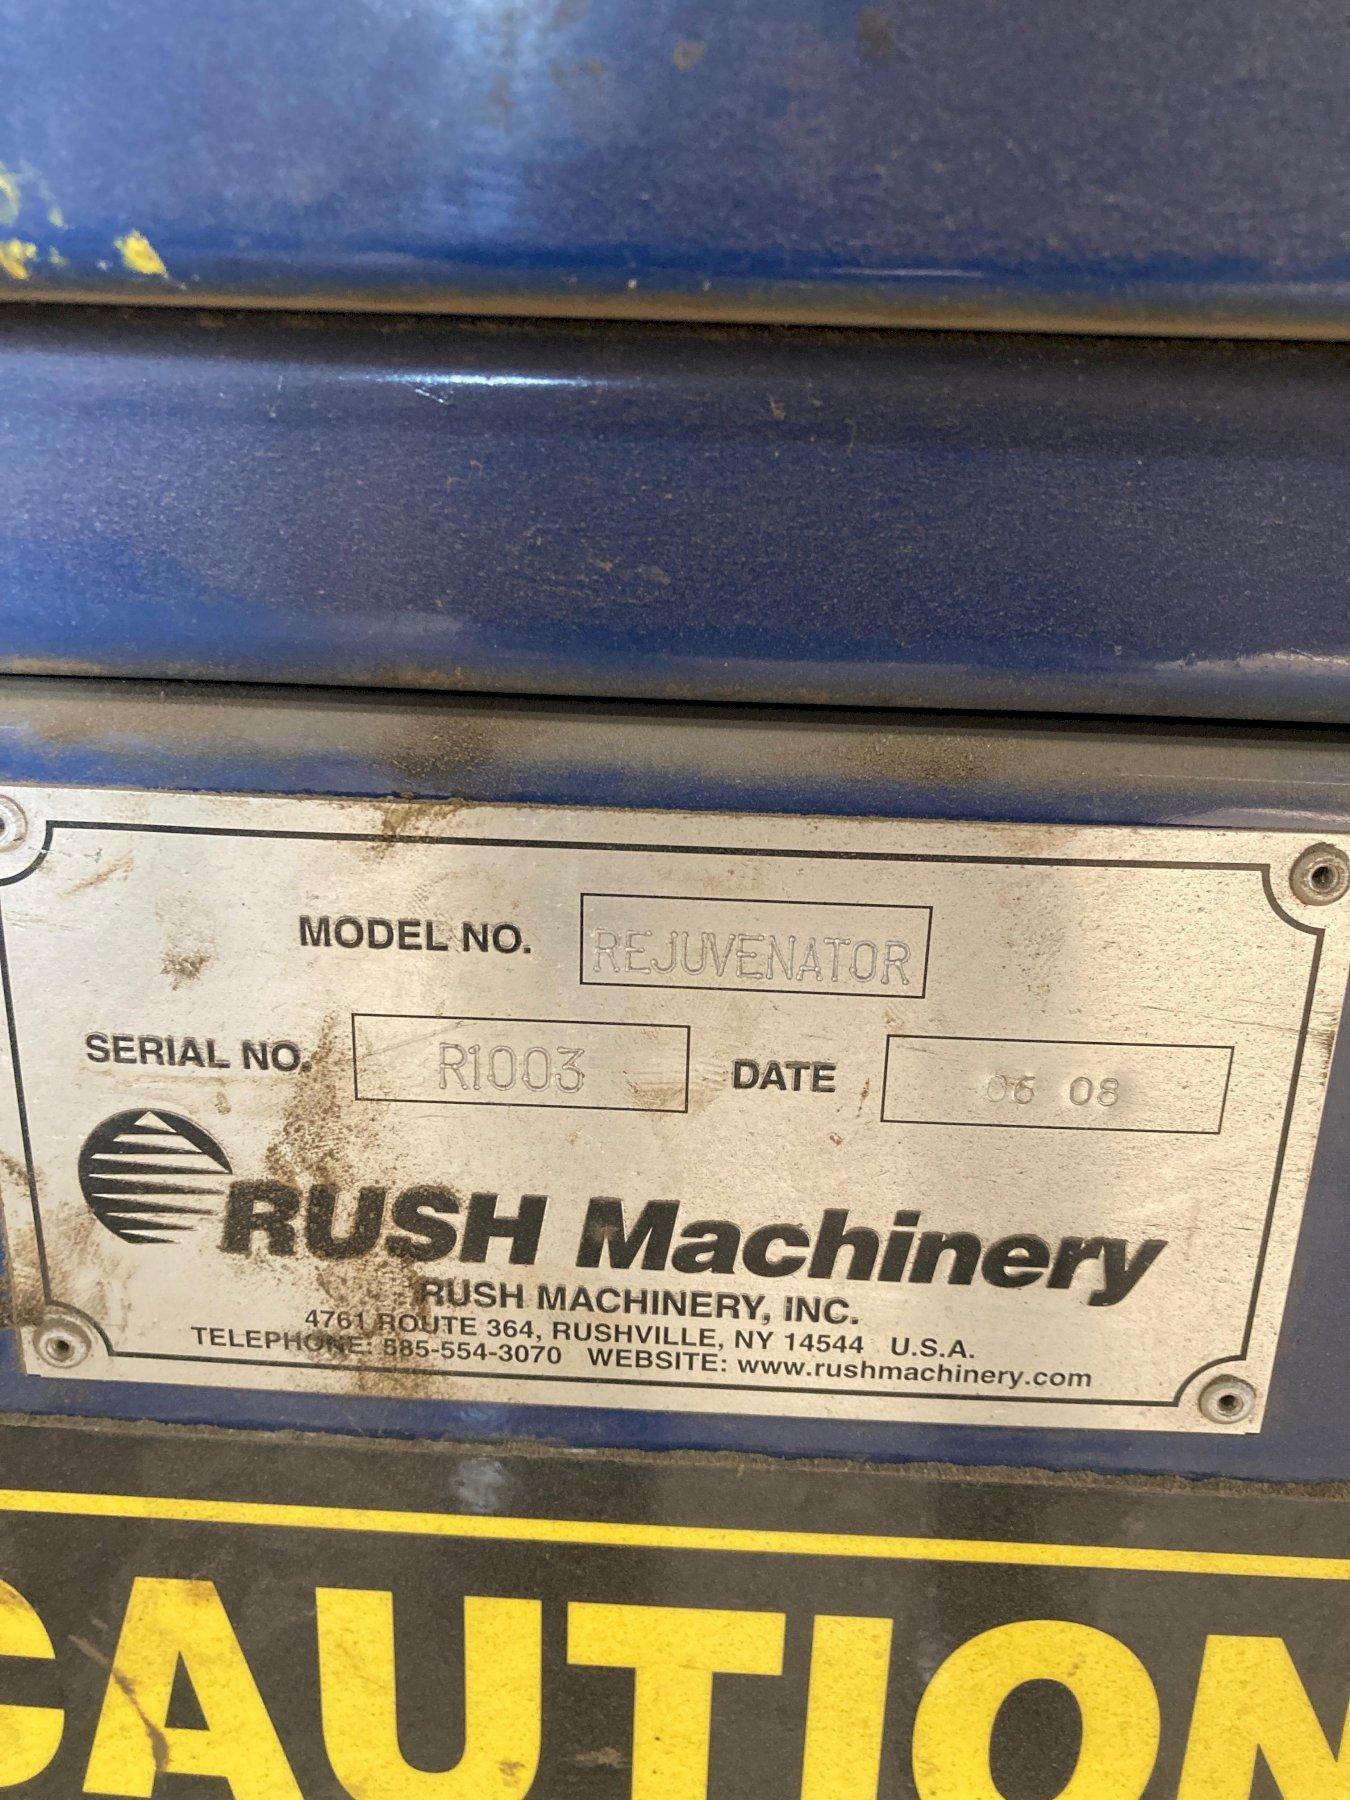 MODEL NO. REJUVENATOR
SERIAL NO. R1003 DATE 06 08
RUSH Machinery
RUSH MACHINERY, INC.
4761 ROUTE 364, RUSHVILLE, NY 14544 U.S.A.
TELEPHONE: 585-554-3070 WEBSITE: www.rushmachinery.com
CAUTION